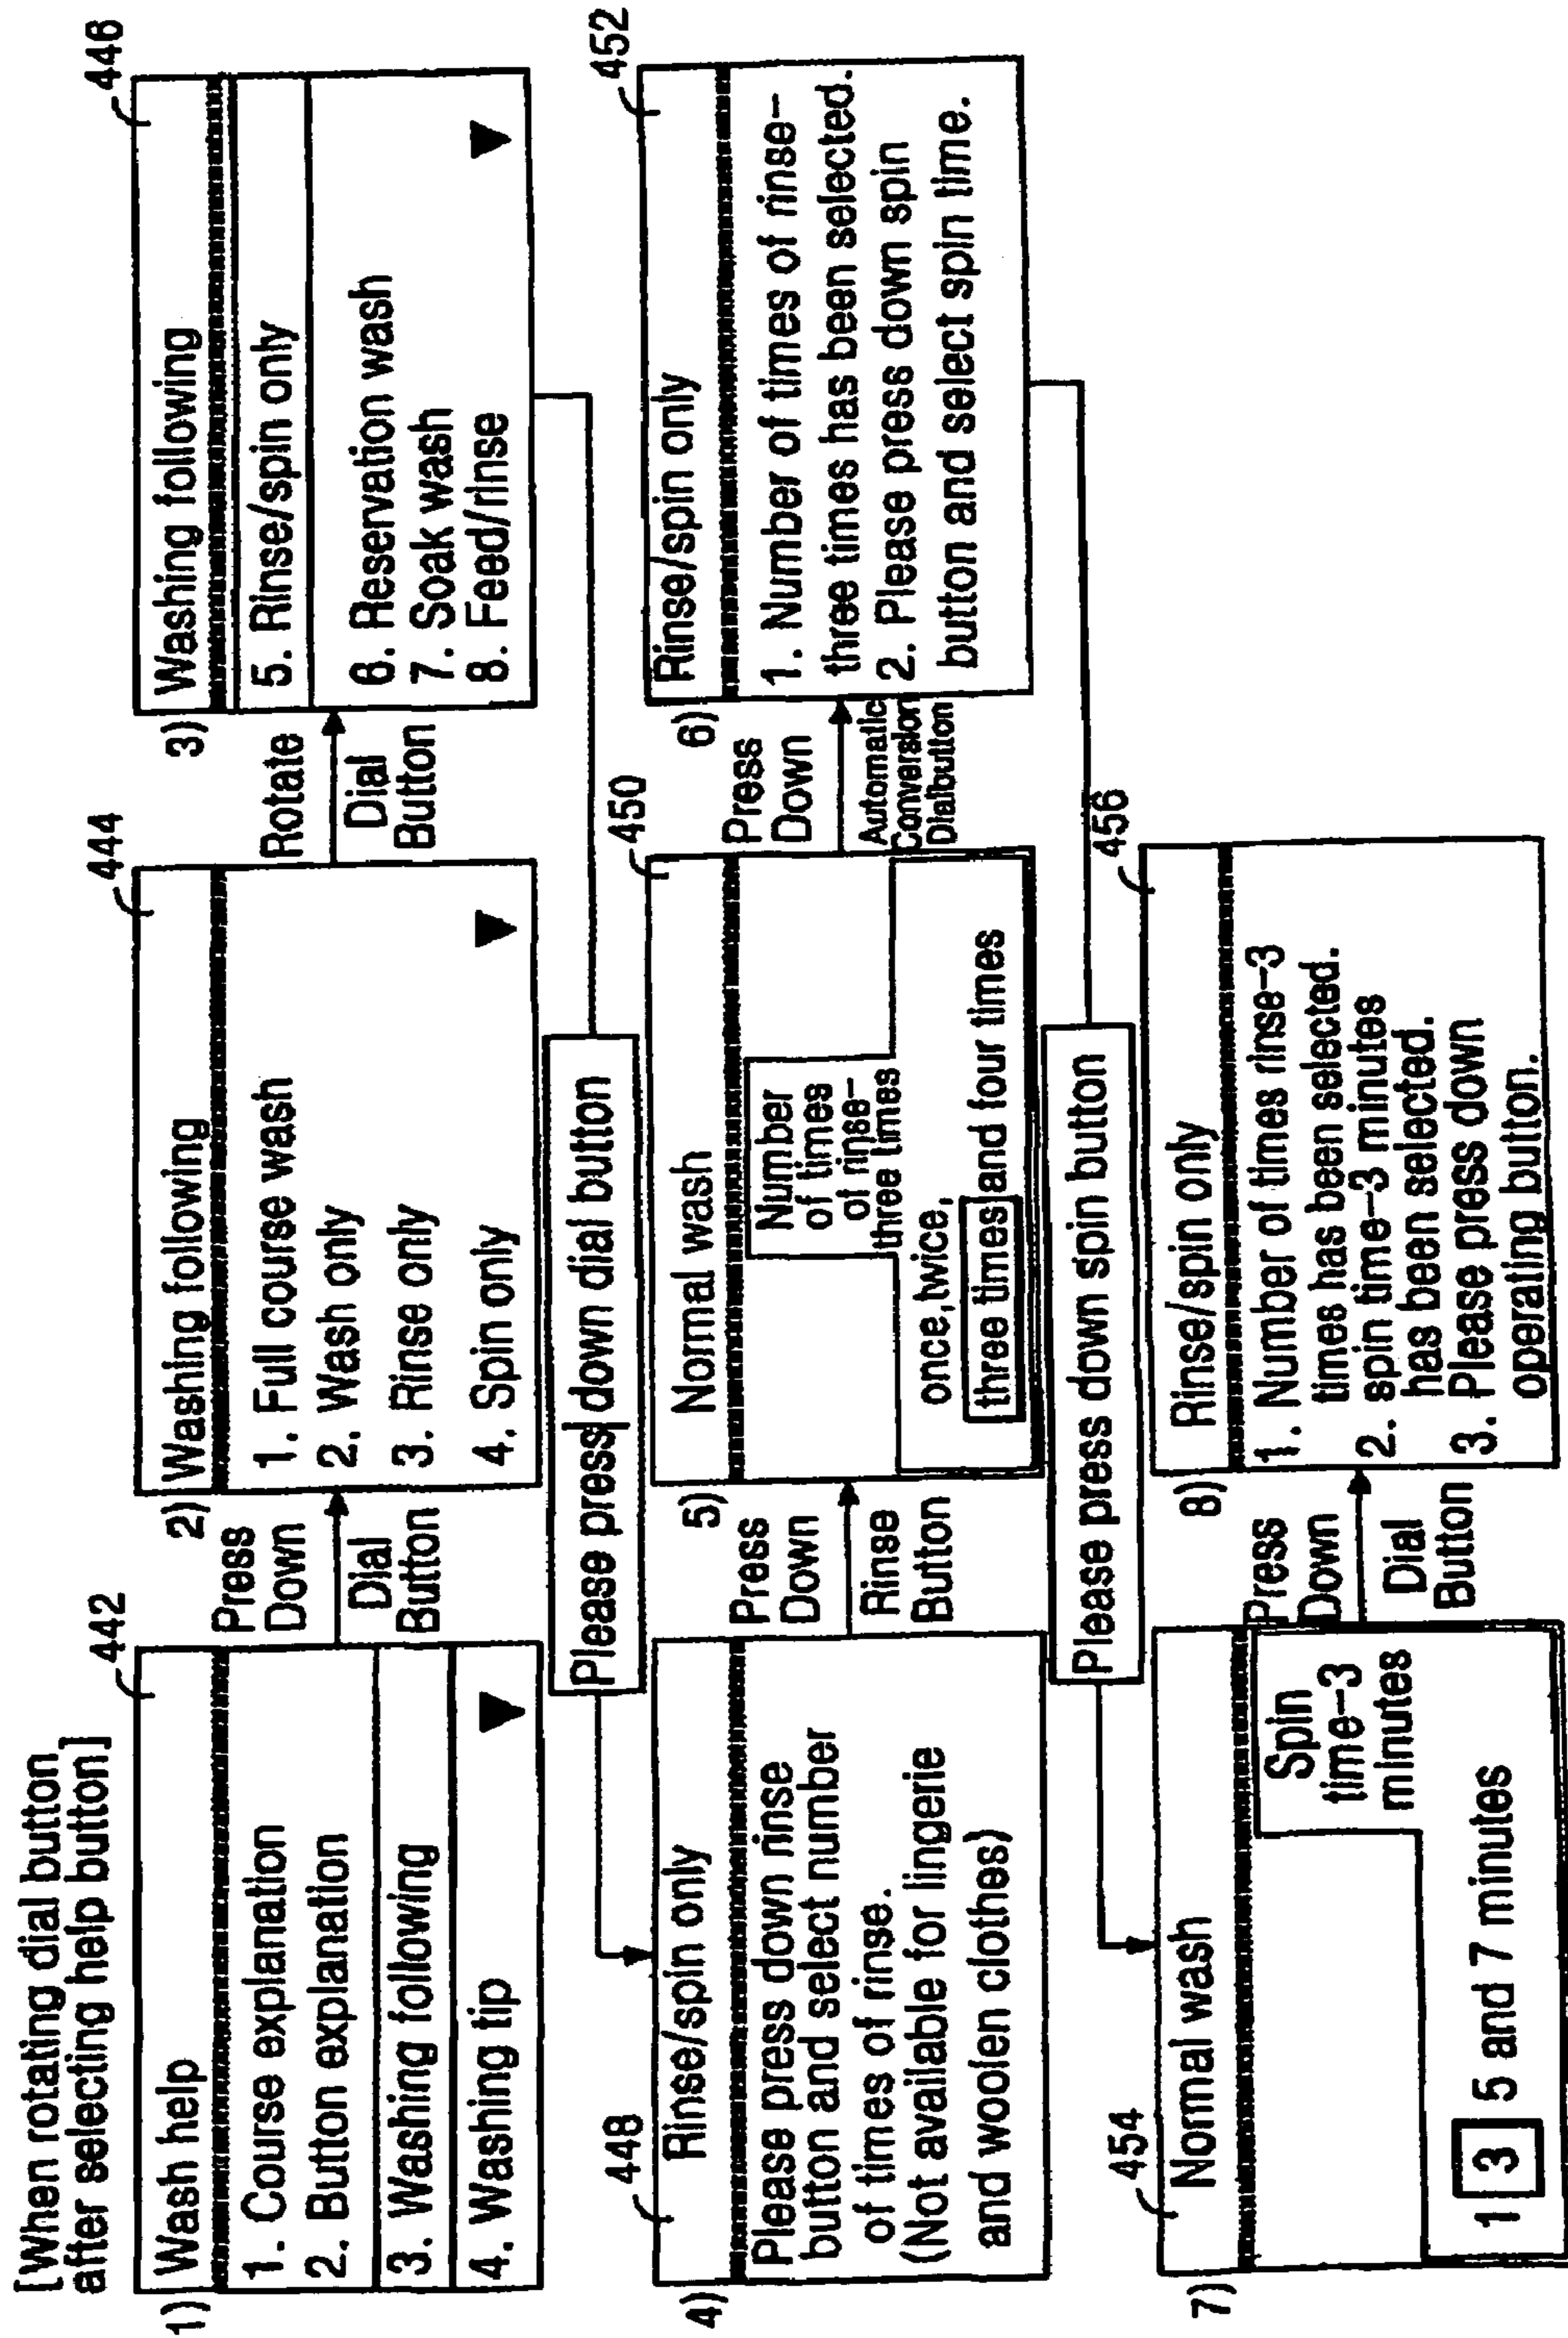 [When rotating dial button
after selecting help button]
1)
442
Wash help
1. Course explanation
2. Button explanation
3. Washing following
4. Washing tip
▼
Press
Down
Dial
Button
2)
444
Washing following
1. Full course wash
2. Wash only
3. Rinse only
4. Spin only
▼
Rotate
Dial
Button
3)
446
Washing following
5. Rinse/spin only
6. Reservation wash
7. Soak wash
8. Feed/rinse
▼
Please press down dial button
4)
448
Rinse/spin only
Please press down rinse
button and select number
of times of rinse.
(Not available for lingerie
and woolen clothes)
Press
Down
Rinse
Button
5)
450
Normal wash
Number
of times
of rinse-
three times
once, twice,
three times and four times
Press
Down
Automatic
Conversion
Dialbutton
6)
452
Rinse/spin only
1. Number of times of rinse-
three times has been selected.
2. Please press down spin
button and select spin time.
Please press down spin button
7)
454
Normal wash
Spin
time-3
minutes
1 3 5 and 7 minutes
Press
Down
Dial
Button
8)
456
Rinse/spin only
1. Number of times rinse-3
times has been selected.
2. spin time-3 minutes
has been selected.
3. Please press down
operating button.